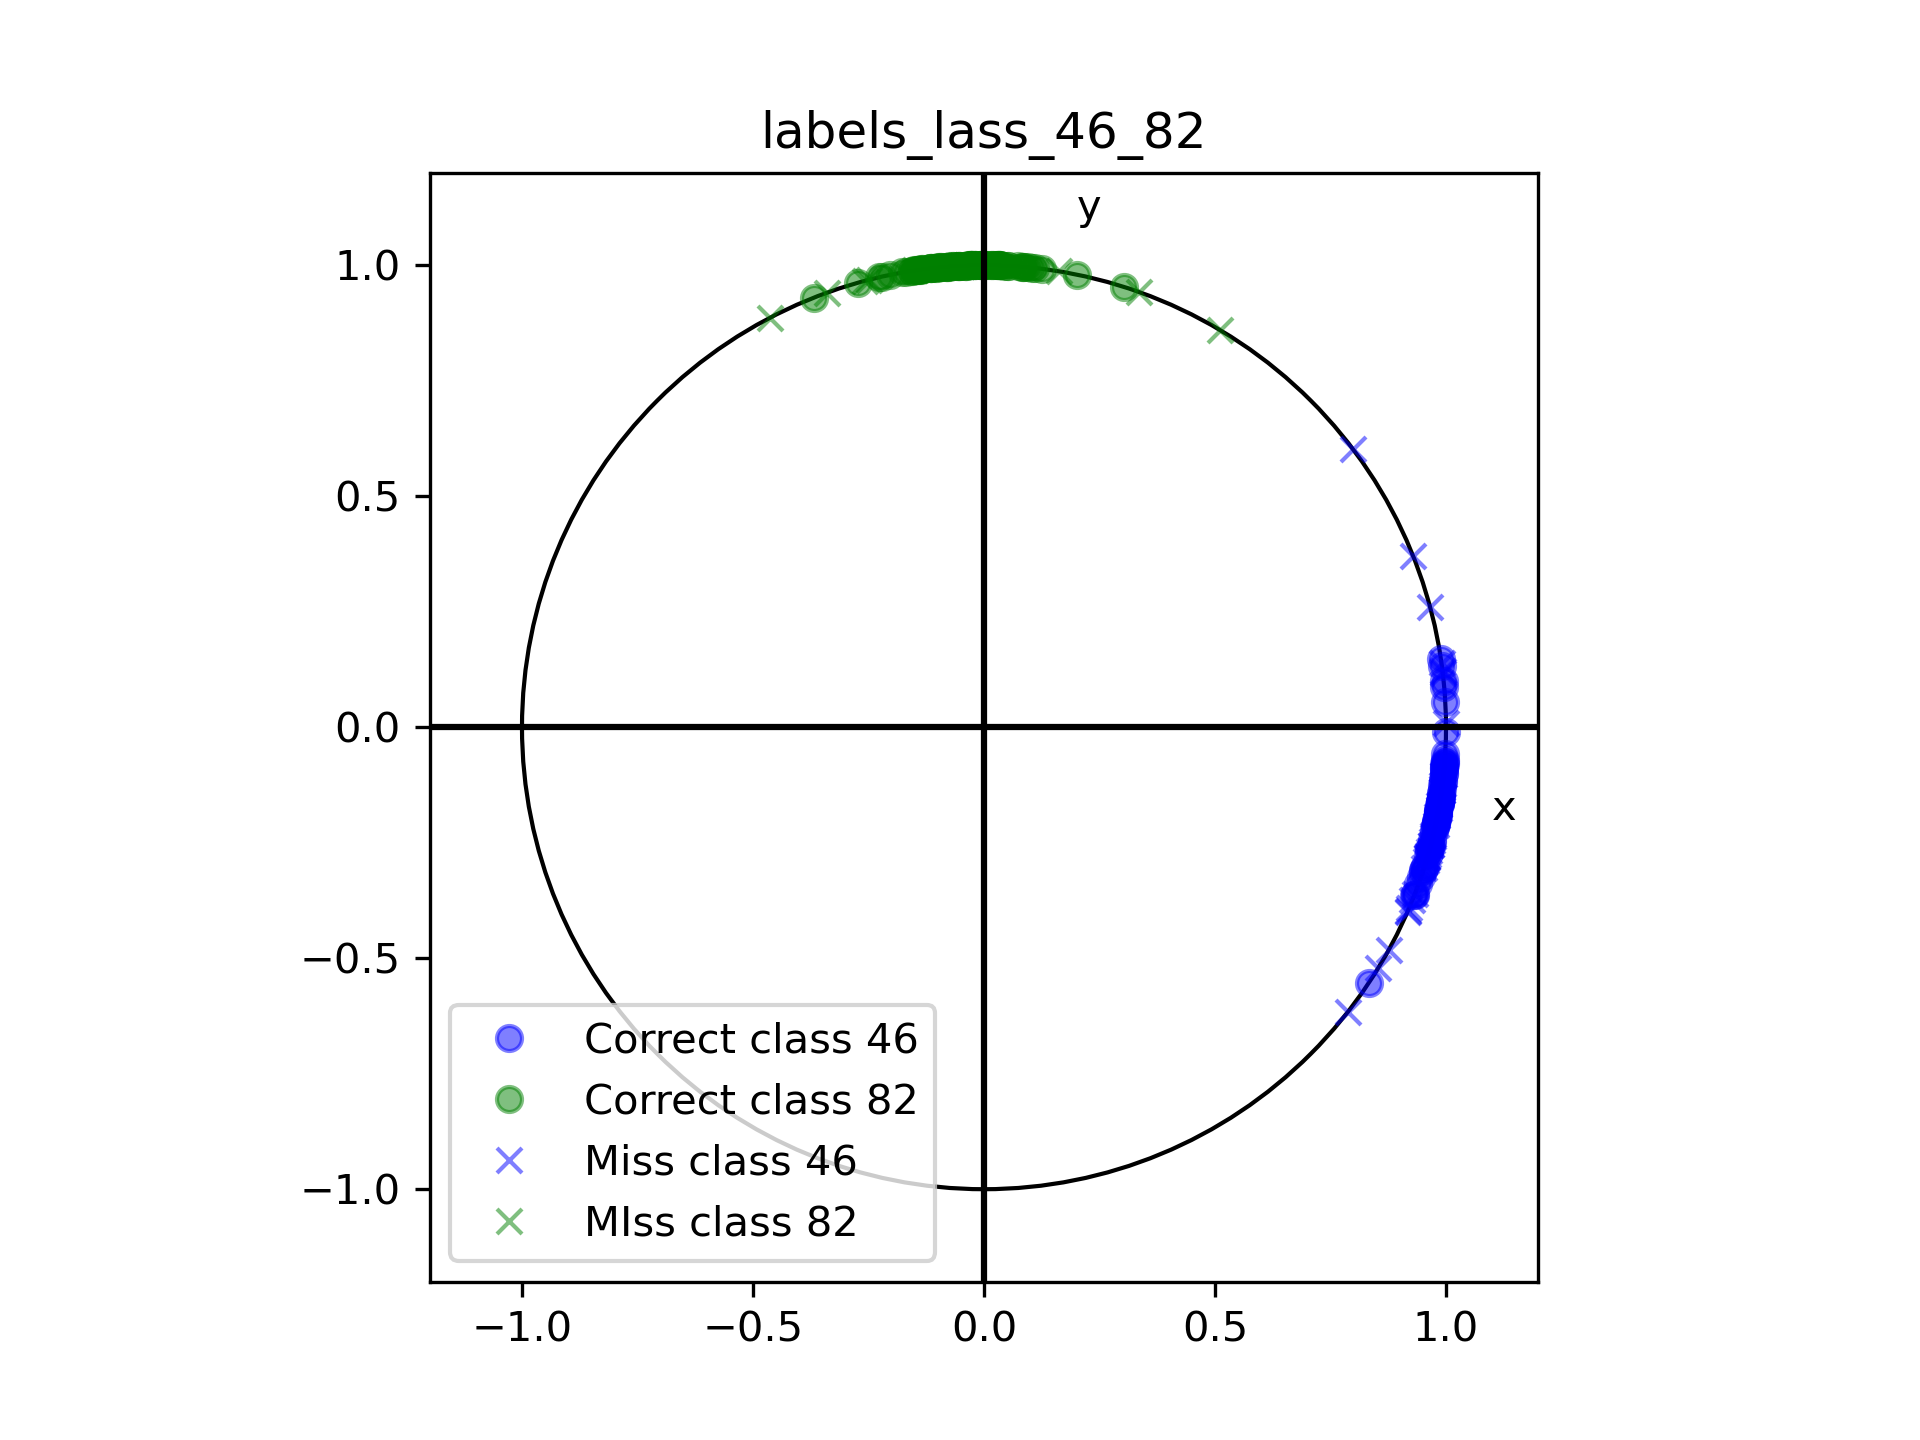 labels_lass_46_82
y
1.0
0.5
0.0
x
−0.5
−1.0
Correct class 46
Correct class 82
Miss class 46
MIss class 82
−1.0 −0.5 0.0 0.5 1.0